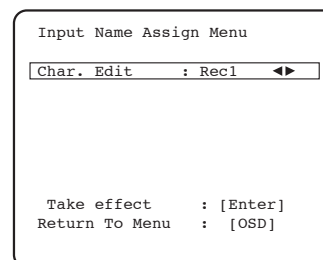 Input Name Assign Menu
Char. Edit : Rec1 ◄►
Take effect : [Enter]
Return To Menu : [OSD]